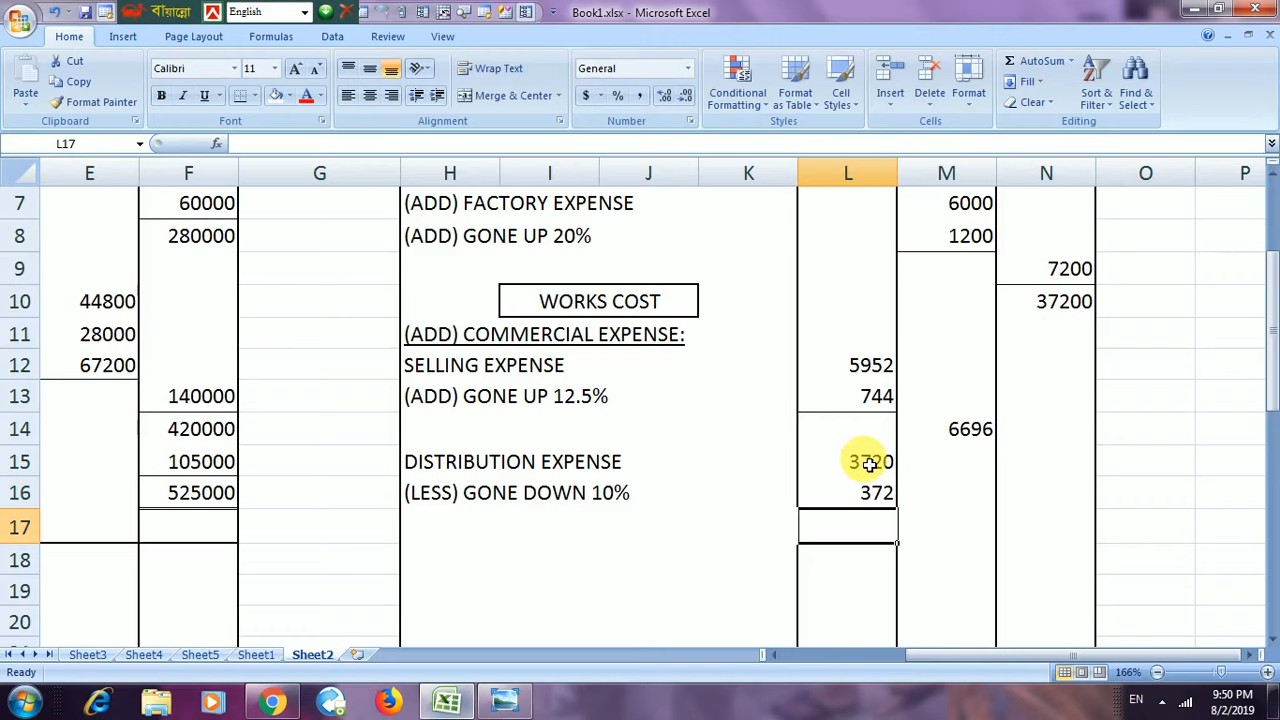 বায়ান্নো English Book1.xlsx - Microsoft Excel
Home Insert Page Layout Formulas Data Review View
Paste Cut Copy Format Painter Clipboard
Calibri 11 B I U A A A Font
Wrap Text Merge & Center Alignment
General $ % , Number
Conditional Formatting Format as Table Cell Styles Styles
Insert Delete Format Cells
Σ AutoSum Fill Clear Sort & Filter Find & Select Editing
L17 fx
E F G H I J K L M N O P
7 60000 (ADD) FACTORY EXPENSE 6000
8 280000 (ADD) GONE UP 20% 1200
9 7200
10 44800 WORKS COST 37200
11 28000 (ADD) COMMERCIAL EXPENSE:
12 67200 SELLING EXPENSE 5952
13 140000 (ADD) GONE UP 12.5% 744
14 420000 6696
15 105000 DISTRIBUTION EXPENSE 3720
16 525000 (LESS) GONE DOWN 10% 372
17
18
19
20
Sheet3 Sheet4 Sheet5 Sheet1 Sheet2
Ready 166%
EN 9:50 PM
8/2/2019